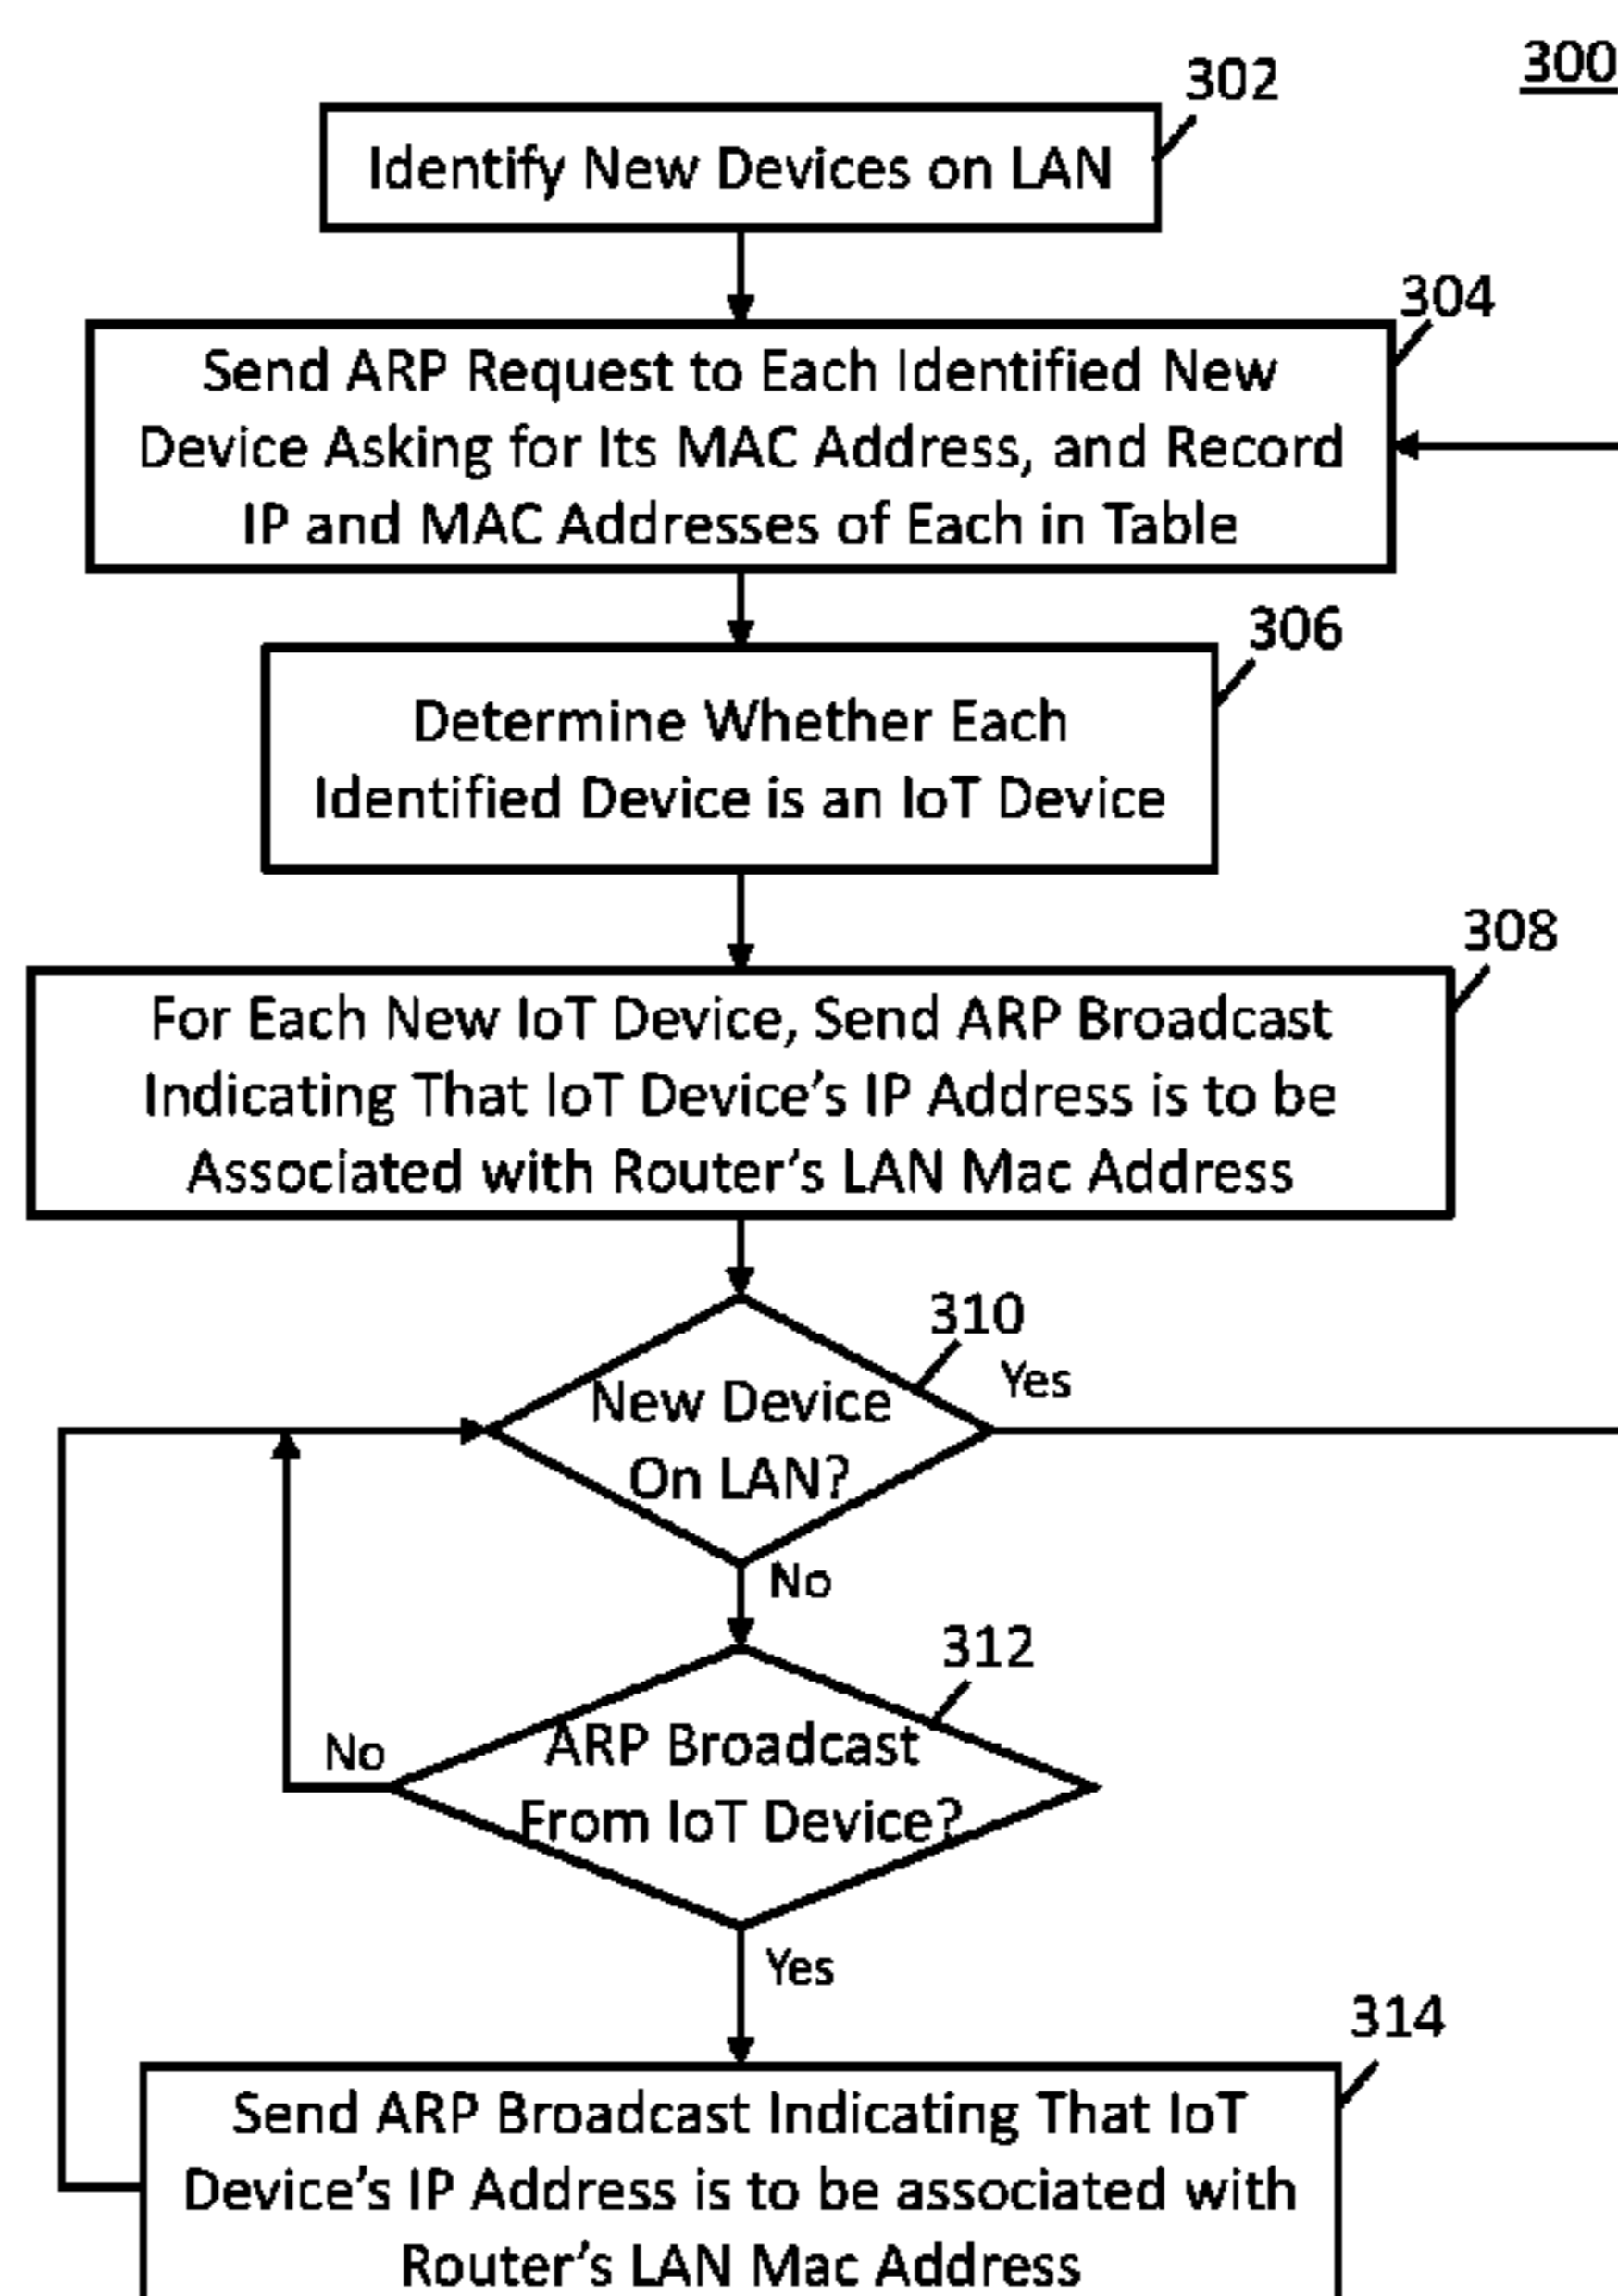 300
302
Identify New Devices on LAN
304
Send ARP Request to Each Identified New
Device Asking for Its MAC Address, and Record
IP and MAC Addresses of Each in Table
306
Determine Whether Each
Identified Device is an IoT Device
308
For Each New IoT Device, Send ARP Broadcast
Indicating That IoT Device's IP Address is to be
Associated with Router's LAN Mac Address
310
Yes
New Device
On LAN?
No
312
No
ARP Broadcast
From IoT Device?
Yes
314
Send ARP Broadcast Indicating That IoT
Device's IP Address is to be associated with
Router's LAN Mac Address